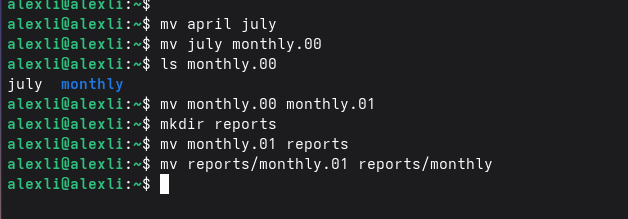 alexli@alexli:~$
alexli@alexli:~$ mv april july
alexli@alexli:~$ mv july monthly.00
alexli@alexli:~$ ls monthly.00
july  monthly
alexli@alexli:~$ mv monthly.00 monthly.01
alexli@alexli:~$ mkdir reports
alexli@alexli:~$ mv monthly.01 reports
alexli@alexli:~$ mv reports/monthly.01 reports/monthly
alexli@alexli:~$